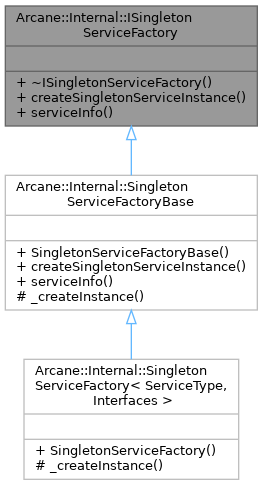 Arcane::Internal::ISingleton
ServiceFactory
+ ~ISingletonServiceFactory()
+ createSingletonServiceInstance()
+ serviceInfo()
Arcane::Internal::Singleton
ServiceFactoryBase
+ SingletonServiceFactoryBase()
+ createSingletonServiceInstance()
+ serviceInfo()
# _createInstance()
Arcane::Internal::Singleton
ServiceFactory< ServiceType,
Interfaces >
+ SingletonServiceFactory()
# _createInstance()